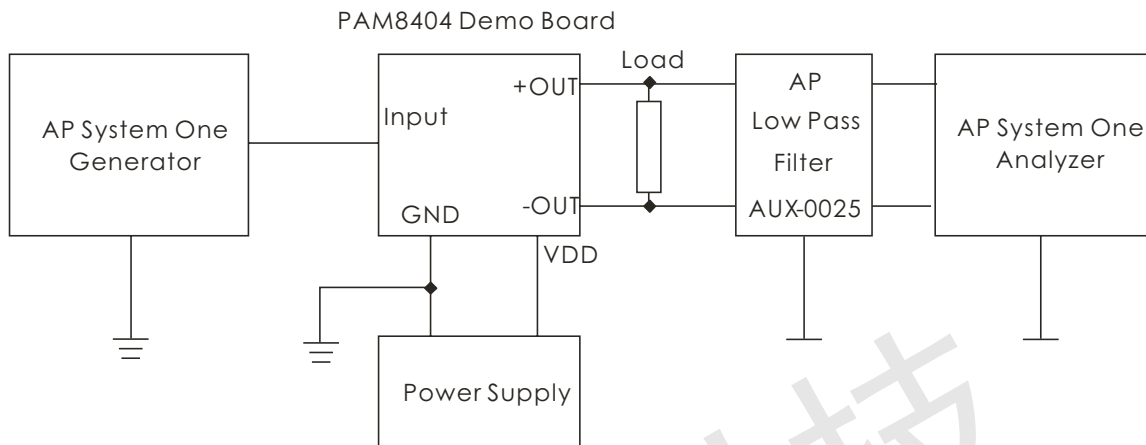 PAM8404 Demo Board
AP System One
Generator
Input
+OUT
-OUT
GND
VDD
Load
AP
Low Pass
Filter
AUX-0025
AP System One
Analyzer
Power Supply
技